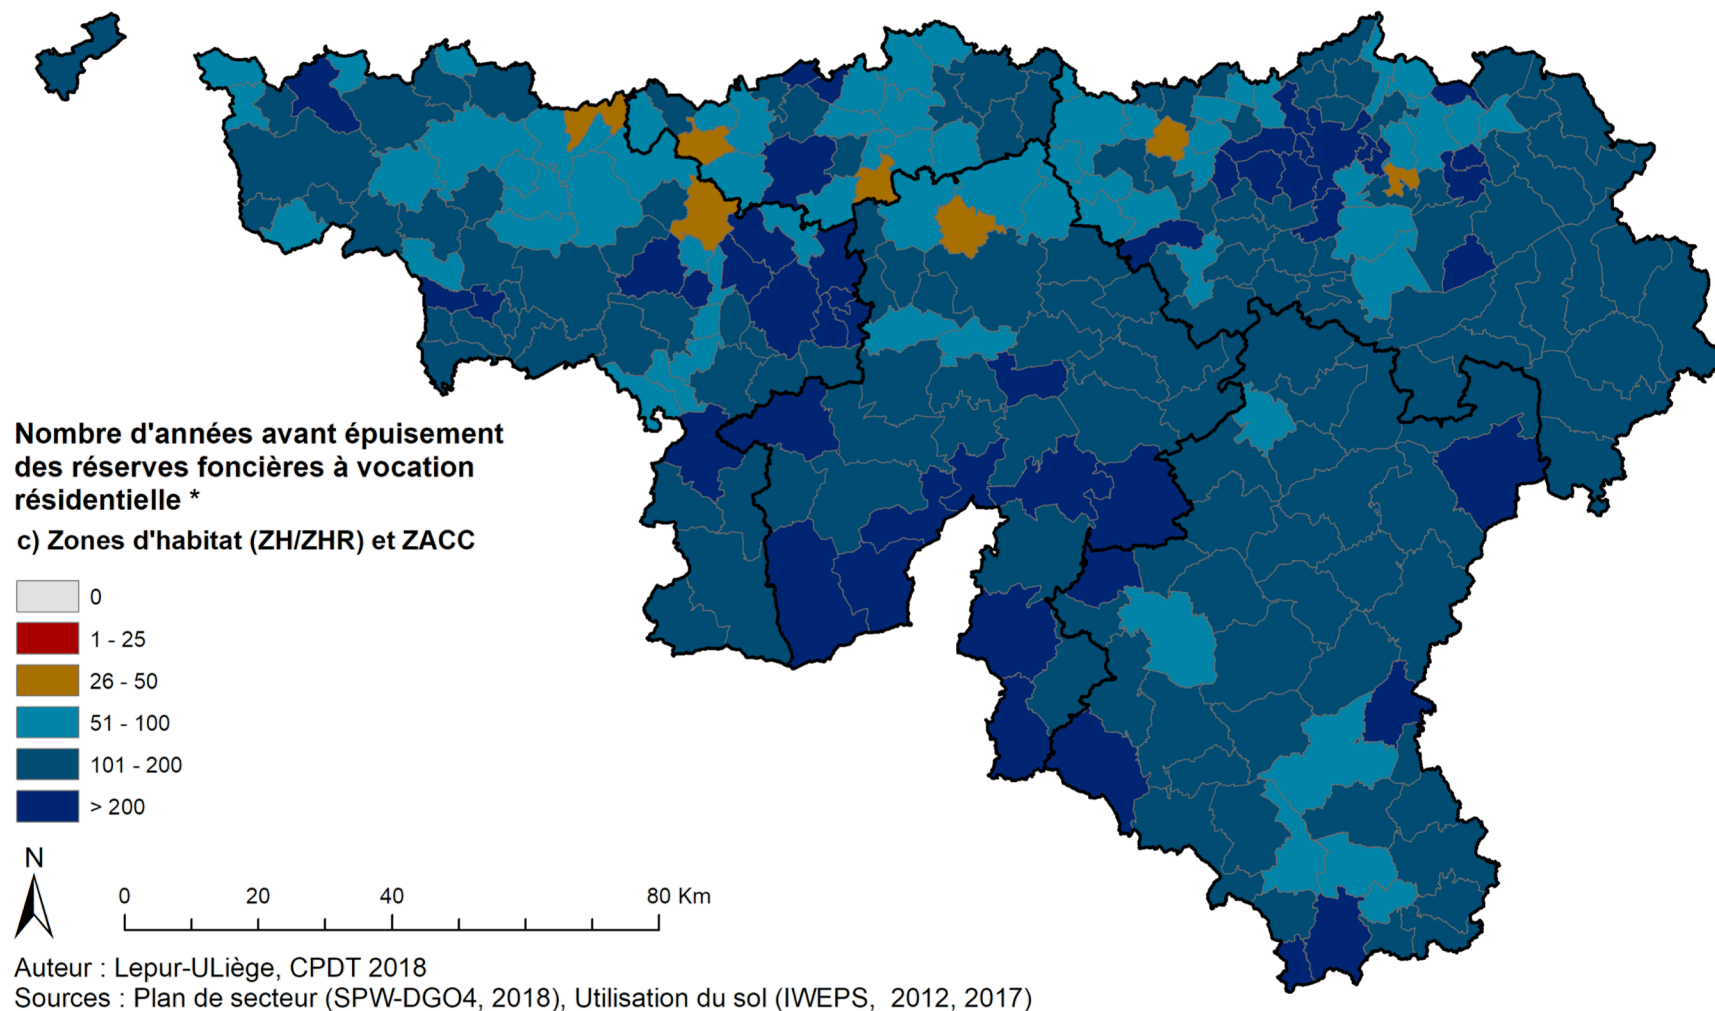 Nombre d'années avant épuisement
des réserves foncières à vocation
résidentielle *
c) Zones d'habitat (ZH/ZHR) et ZACC
0
1 - 25
26 - 50
51 - 100
101 - 200
> 200
N
0 20 40 80 Km
Auteur : Lepur-ULiège, CPDT 2018
Sources : Plan de secteur (SPW-DGO4, 2018), Utilisation du sol (IWEPS, 2012, 2017)